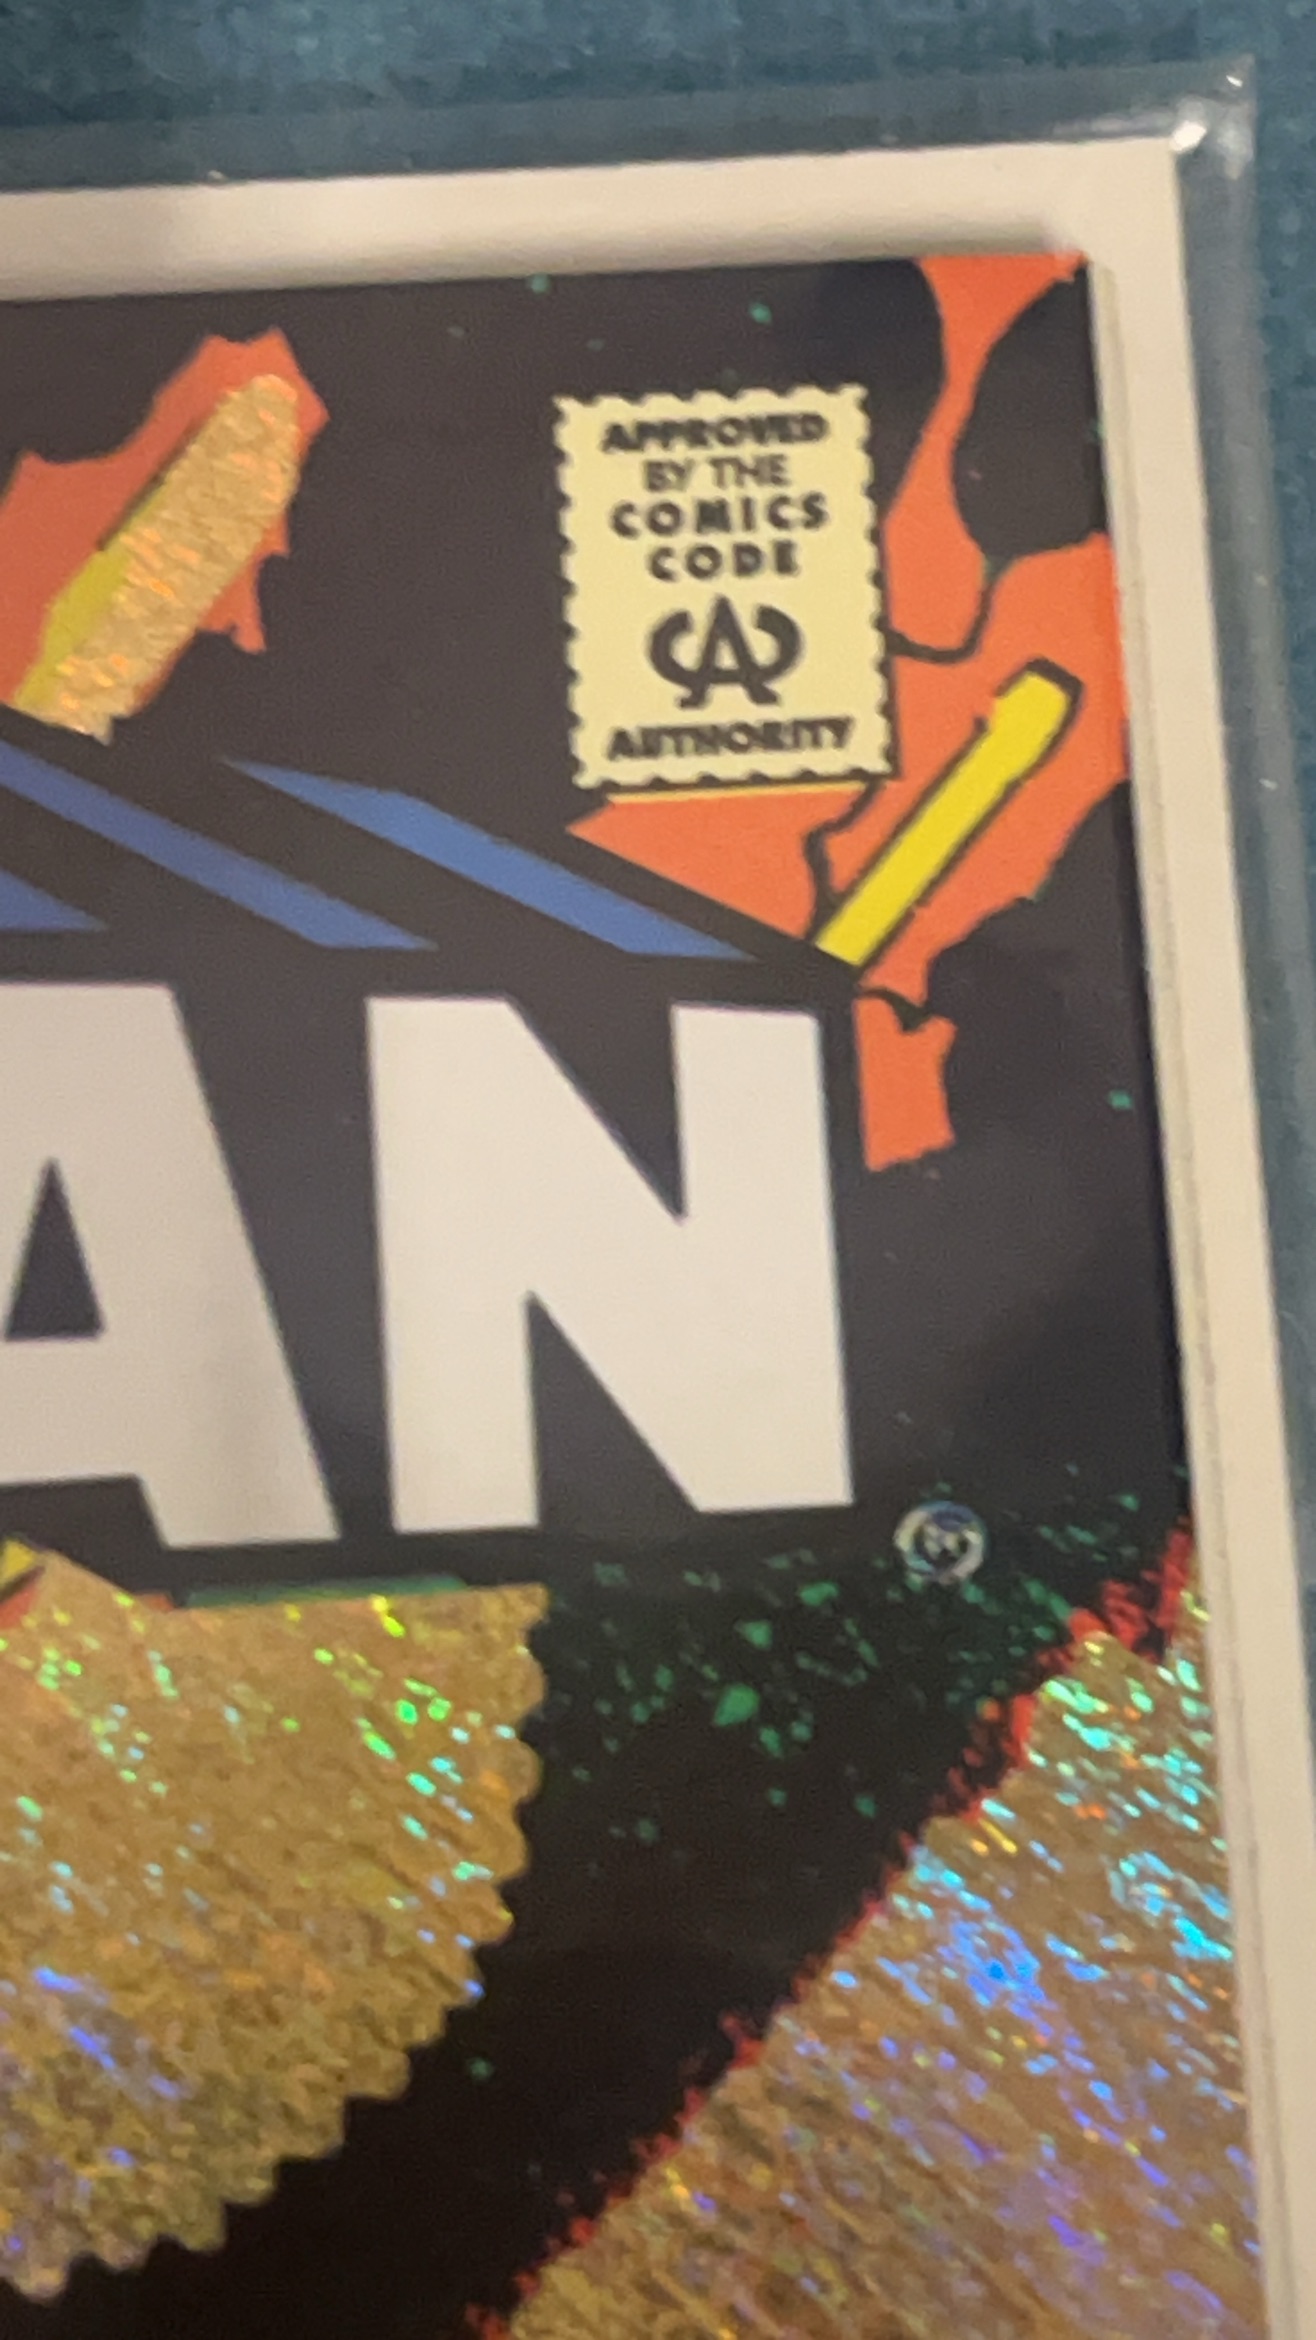 APPROVED
BY THE
COMICS
CODE
CA
AUTHORITY
AN